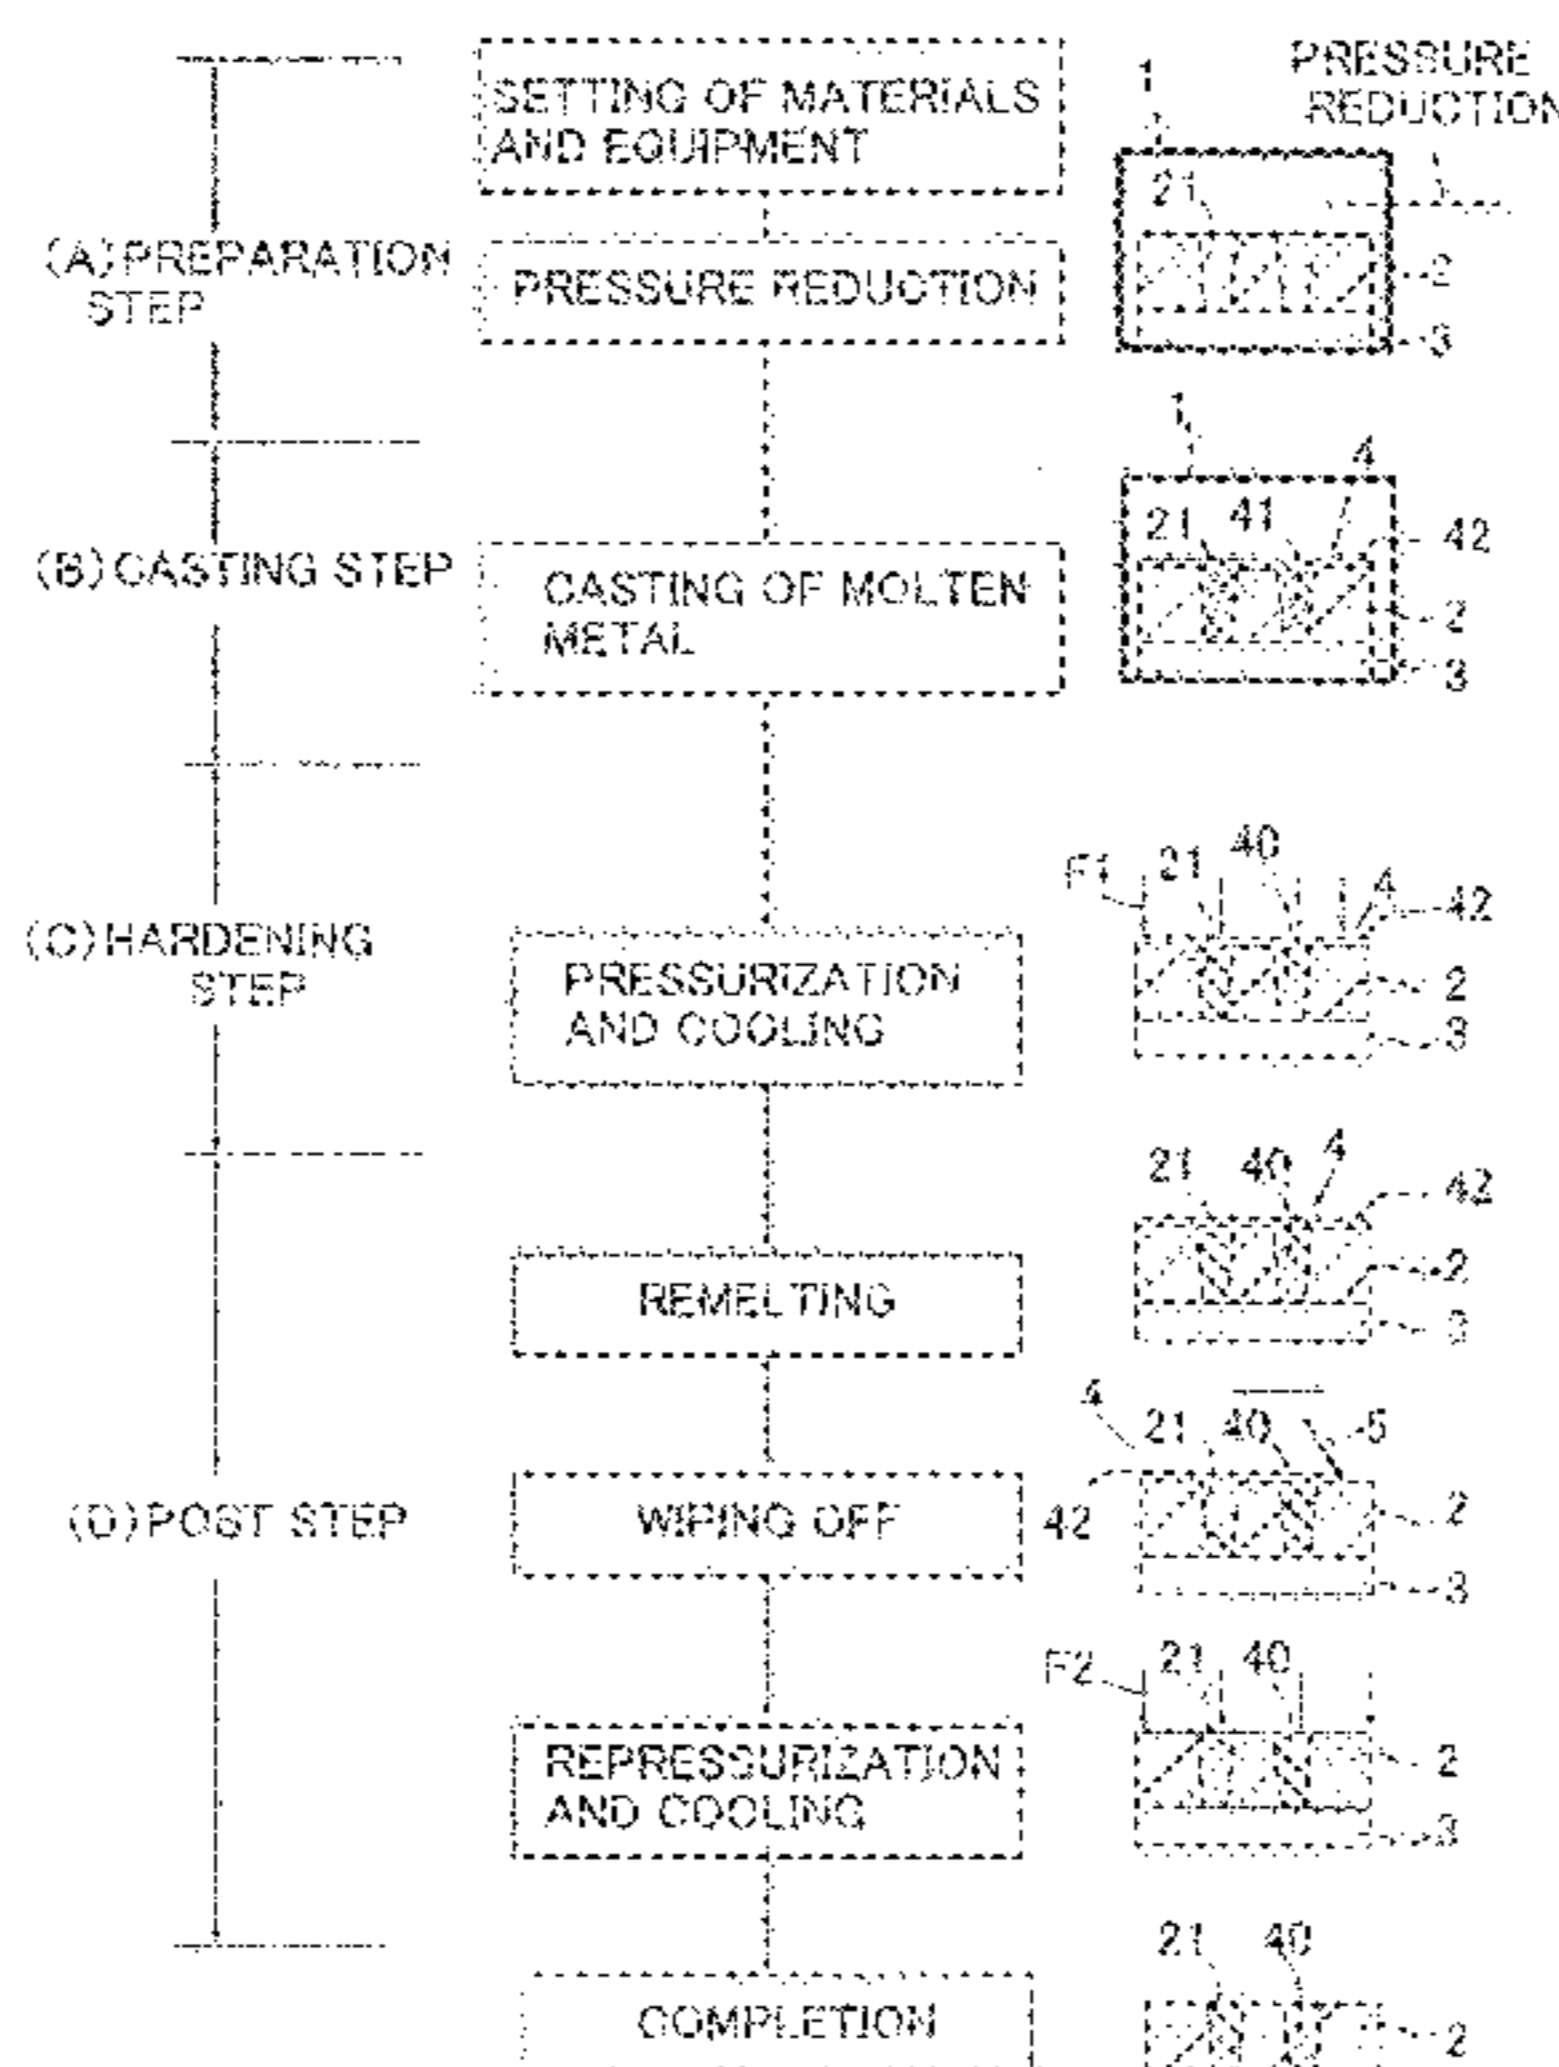 SETTING OF MATERIALS
AND EQUIPMENT
1
PRESSURE
REDUCTION
21
(A) PREPARATION
STEP
PRESSURE REDUCTION
2
3
1
4
21 41 42
(B) CASTING STEP
CASTING OF MOLTEN
METAL
2
3
F1 21 40 4 42
(C) HARDENING
STEP
PRESSURIZATION
AND COOLING
2
3
21 40 4 42
REMELTING
2
3
4 21 40 5
(D) POST STEP
WIPING OFF
42
2
3
F2 21 40
REPRESSURIZATION
AND COOLING
2
3
21 40
COMPLETION
2